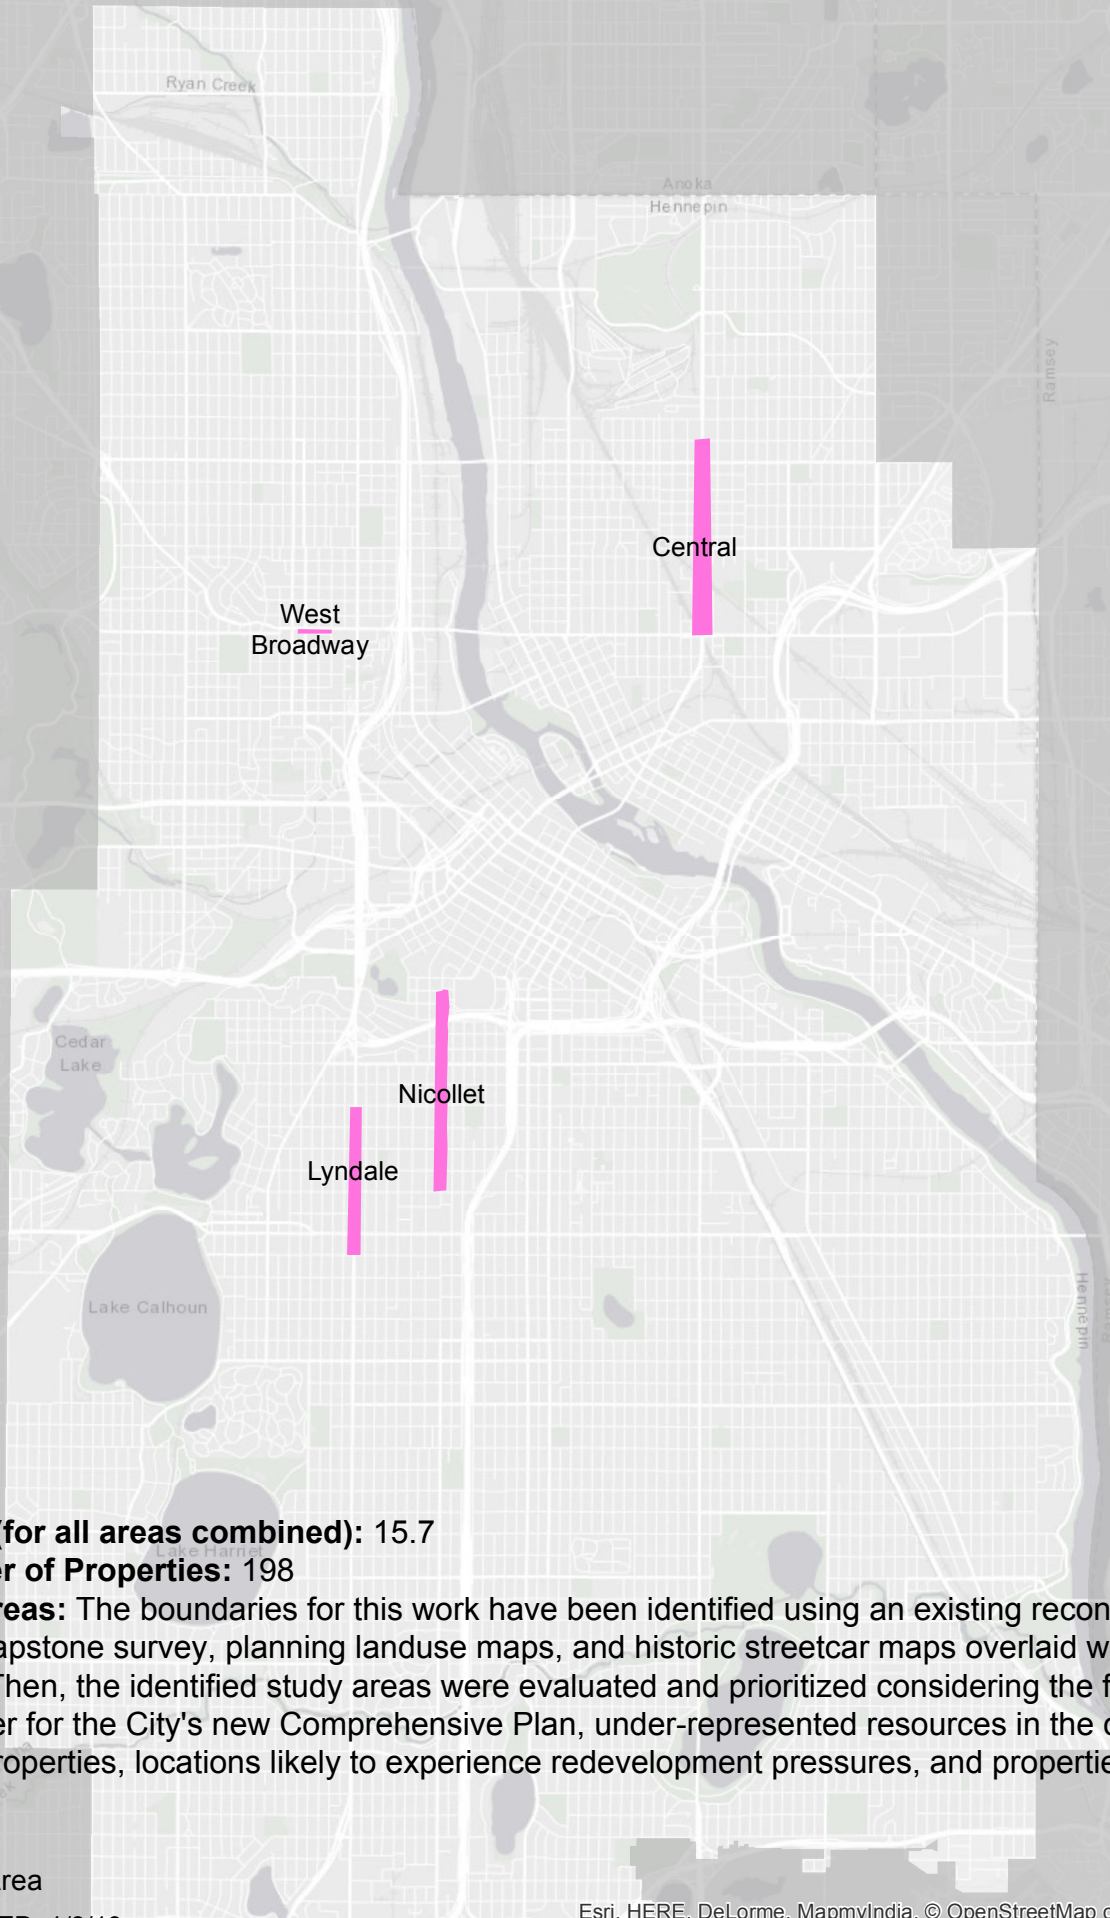 Ryan Creek
Anoka
Hennepin
Ramsey
Central
West
Broadway
Cedar
Lake
Nicollet
Lyndale
Lake Calhoun
Hennepin
Ramsey
(for all areas combined): 15.7
Lake Harriet
er of Properties: 198
reas: The boundaries for this work have been identified using an existing recon
apstone survey, planning landuse maps, and historic streetcar maps overlaid w
Then, the identified study areas were evaluated and prioritized considering the f
er for the City's new Comprehensive Plan, under-represented resources in the c
roperties, locations likely to experience redevelopment pressures, and propertie
rea
Esri, HERE, DeLorme, MapmyIndia, © OpenStreetMap c